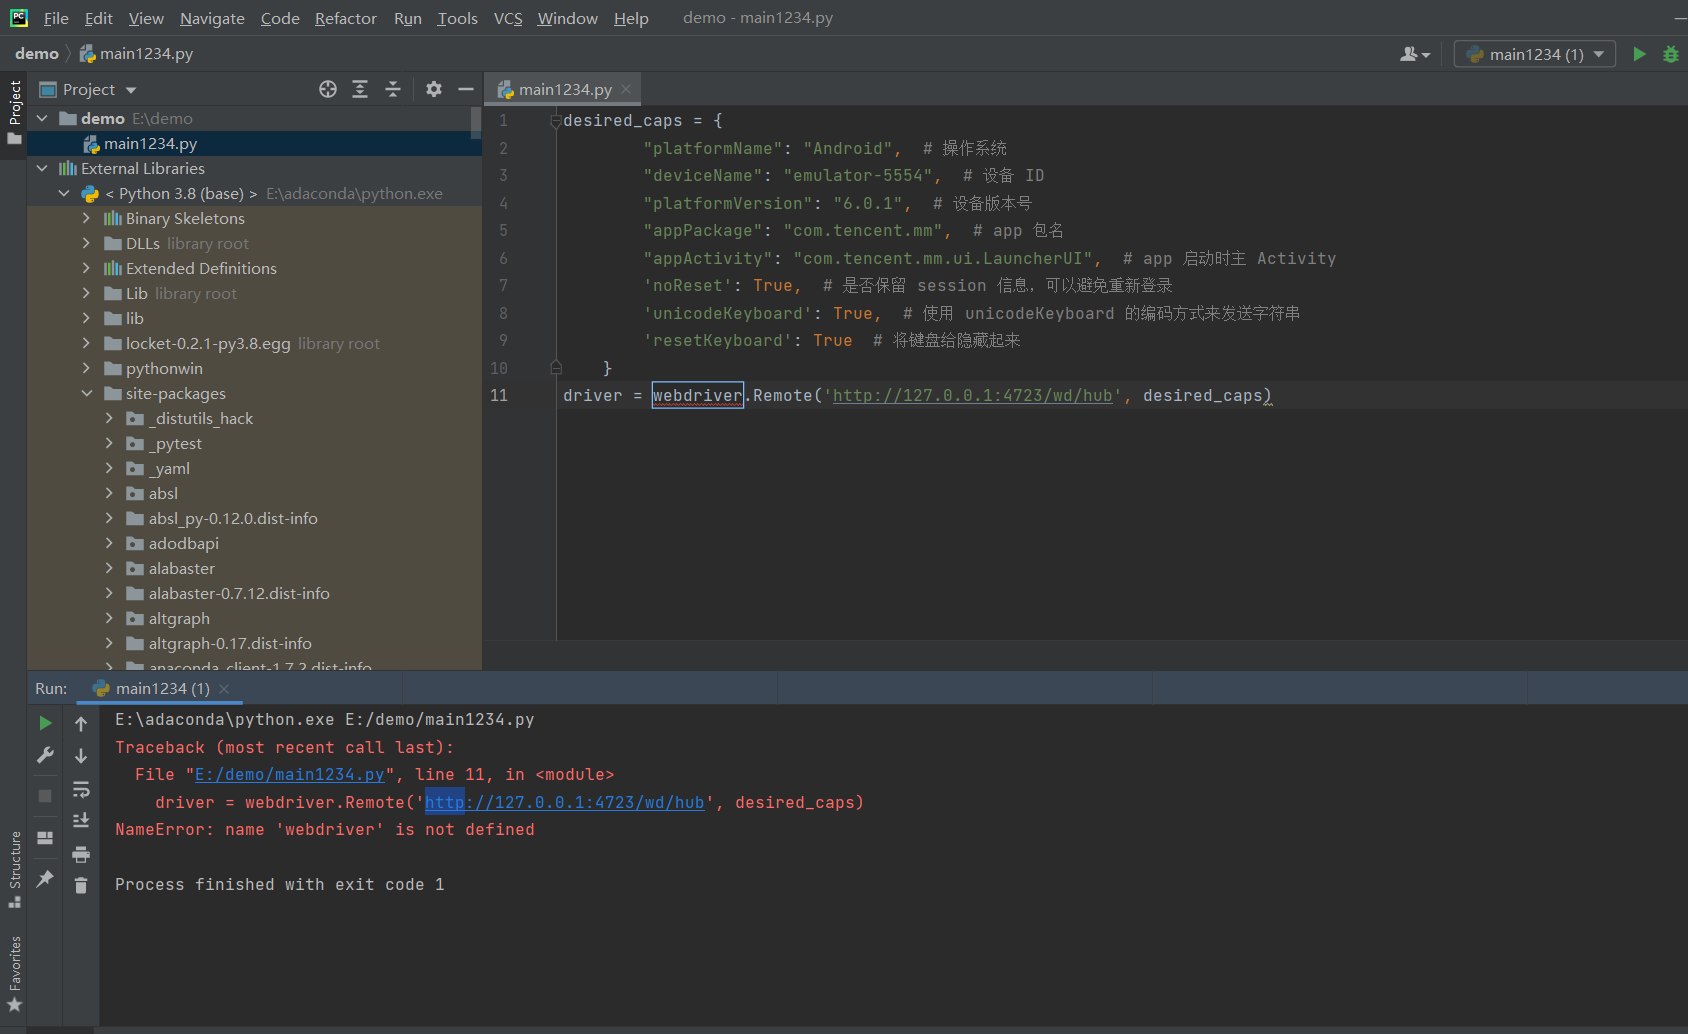 PC File Edit View Navigate Code Refactor Run Tools VCS Window Help demo - main1234.py
demo main1234.py main1234 (1)
Project
Project
main1234.py
demo E:\demo
main1234.py
External Libraries
< Python 3.8 (base) > E:\adaconda\python.exe
Binary Skeletons
DLLs library root
Extended Definitions
Lib library root
lib
locket-0.2.1-py3.8.egg library root
pythonwin
site-packages
_distutils_hack
_pytest
_yaml
absl
absl_py-0.12.0.dist-info
adodbapi
alabaster
alabaster-0.7.12.dist-info
altgraph
altgraph-0.17.dist-info
anaconda_client-1.7.2.dist-info
1 desired_caps = {
2 "platformName": "Android", # 操作系统
3 "deviceName": "emulator-5554", # 设备 ID
4 "platformVersion": "6.0.1", # 设备版本号
5 "appPackage": "com.tencent.mm", # app 包名
6 "appActivity": "com.tencent.mm.ui.LauncherUI", # app 启动时主 Activity
7 'noReset': True, # 是否保留 session 信息，可以避免重新登录
8 'unicodeKeyboard': True, # 使用 unicodeKeyboard 的编码方式来发送字符串
9 'resetKeyboard': True # 将键盘给隐藏起来
10 }
11 driver = webdriver.Remote('http://127.0.0.1:4723/wd/hub', desired_caps)
Run: main1234 (1)
E:\adaconda\python.exe E:/demo/main1234.py
Traceback (most recent call last):
File "E:/demo/main1234.py", line 11, in <module>
driver = webdriver.Remote('http://127.0.0.1:4723/wd/hub', desired_caps)
NameError: name 'webdriver' is not defined
Process finished with exit code 1
Structure
Favorites